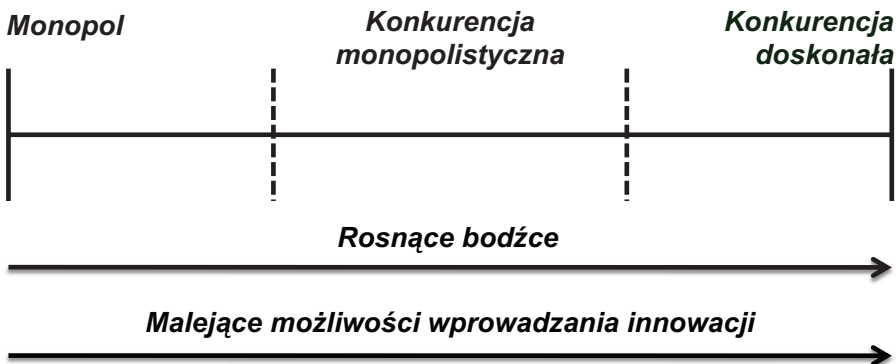 Monopol
Konkurencja
monopolistyczna
Konkurencja
doskonała
Rosnące bodźce
Malejące możliwości wprowadzania innowacji